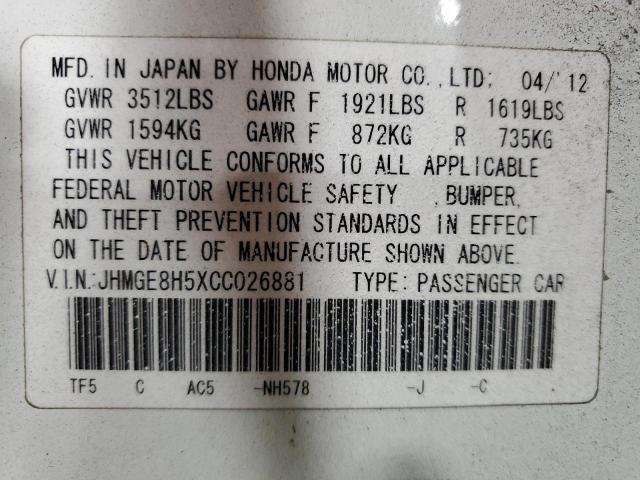 MFD. IN JAPAN BY HONDA MOTOR CO.,LTD; 04/'12
GVWR 3512LBS GAWR F 1921LBS R 1619LBS
GVWR 1594KG GAWR F 872KG R 735KG
THIS VEHICLE CONFORMS TO ALL APPLICABLE
FEDERAL MOTOR VEHICLE SAFETY , BUMPER,
AND THEFT PREVENTION STANDARDS IN EFFECT
ON THE DATE OF MANUFACTURE SHOWN ABOVE.
V.I.N.:JHMGE8H5XCC026881 TYPE: PASSENGER CAR
TF5 C AC5 -NH578 -J -C .